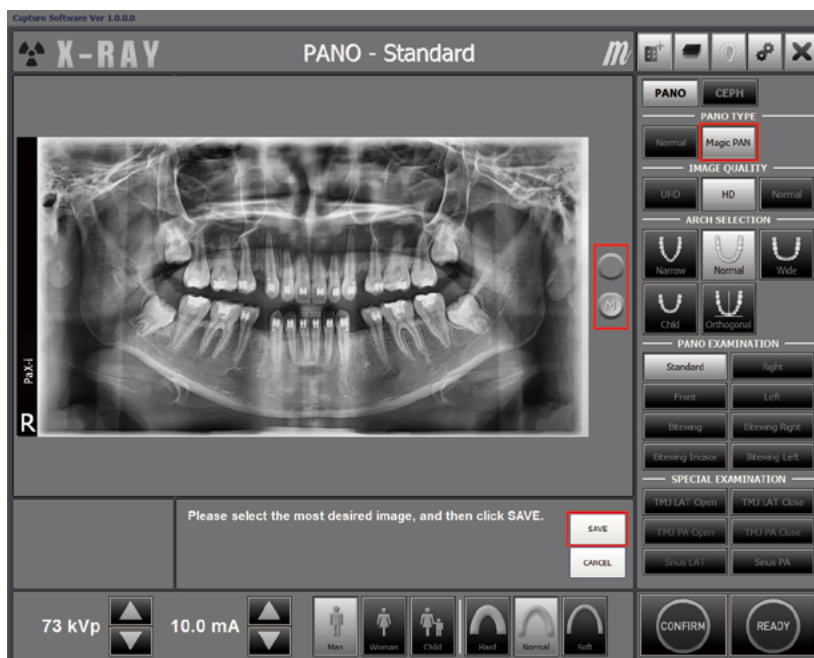 Capture Software Ver 1.0.0.0
X-RAY
PANO - Standard
m
PANO
CEPH
PANO TYPE
Normal
Magic PAN
IMAGE QUALITY
UHD
HD
Normal
ARCH SELECTION
Narrow
Normal
Wide
Child
Orthogonal
M
PaX-i
R
PANO EXAMINATION
Standard
Right
Front
Left
Bitewing
Bitewing Right
Bitewing Incisor
Bitewing Left
SPECIAL EXAMINATION
TMJ LAT Open
TMJ LAT Close
TMJ PA Open
TMJ PA Close
Sinus LAT
Sinus PA
Please select the most desired image, and then click SAVE.
SAVE
CANCEL
73 kVp
10.0 mA
Man
Woman
Child
Hard
Normal
Soft
CONFIRM
READY